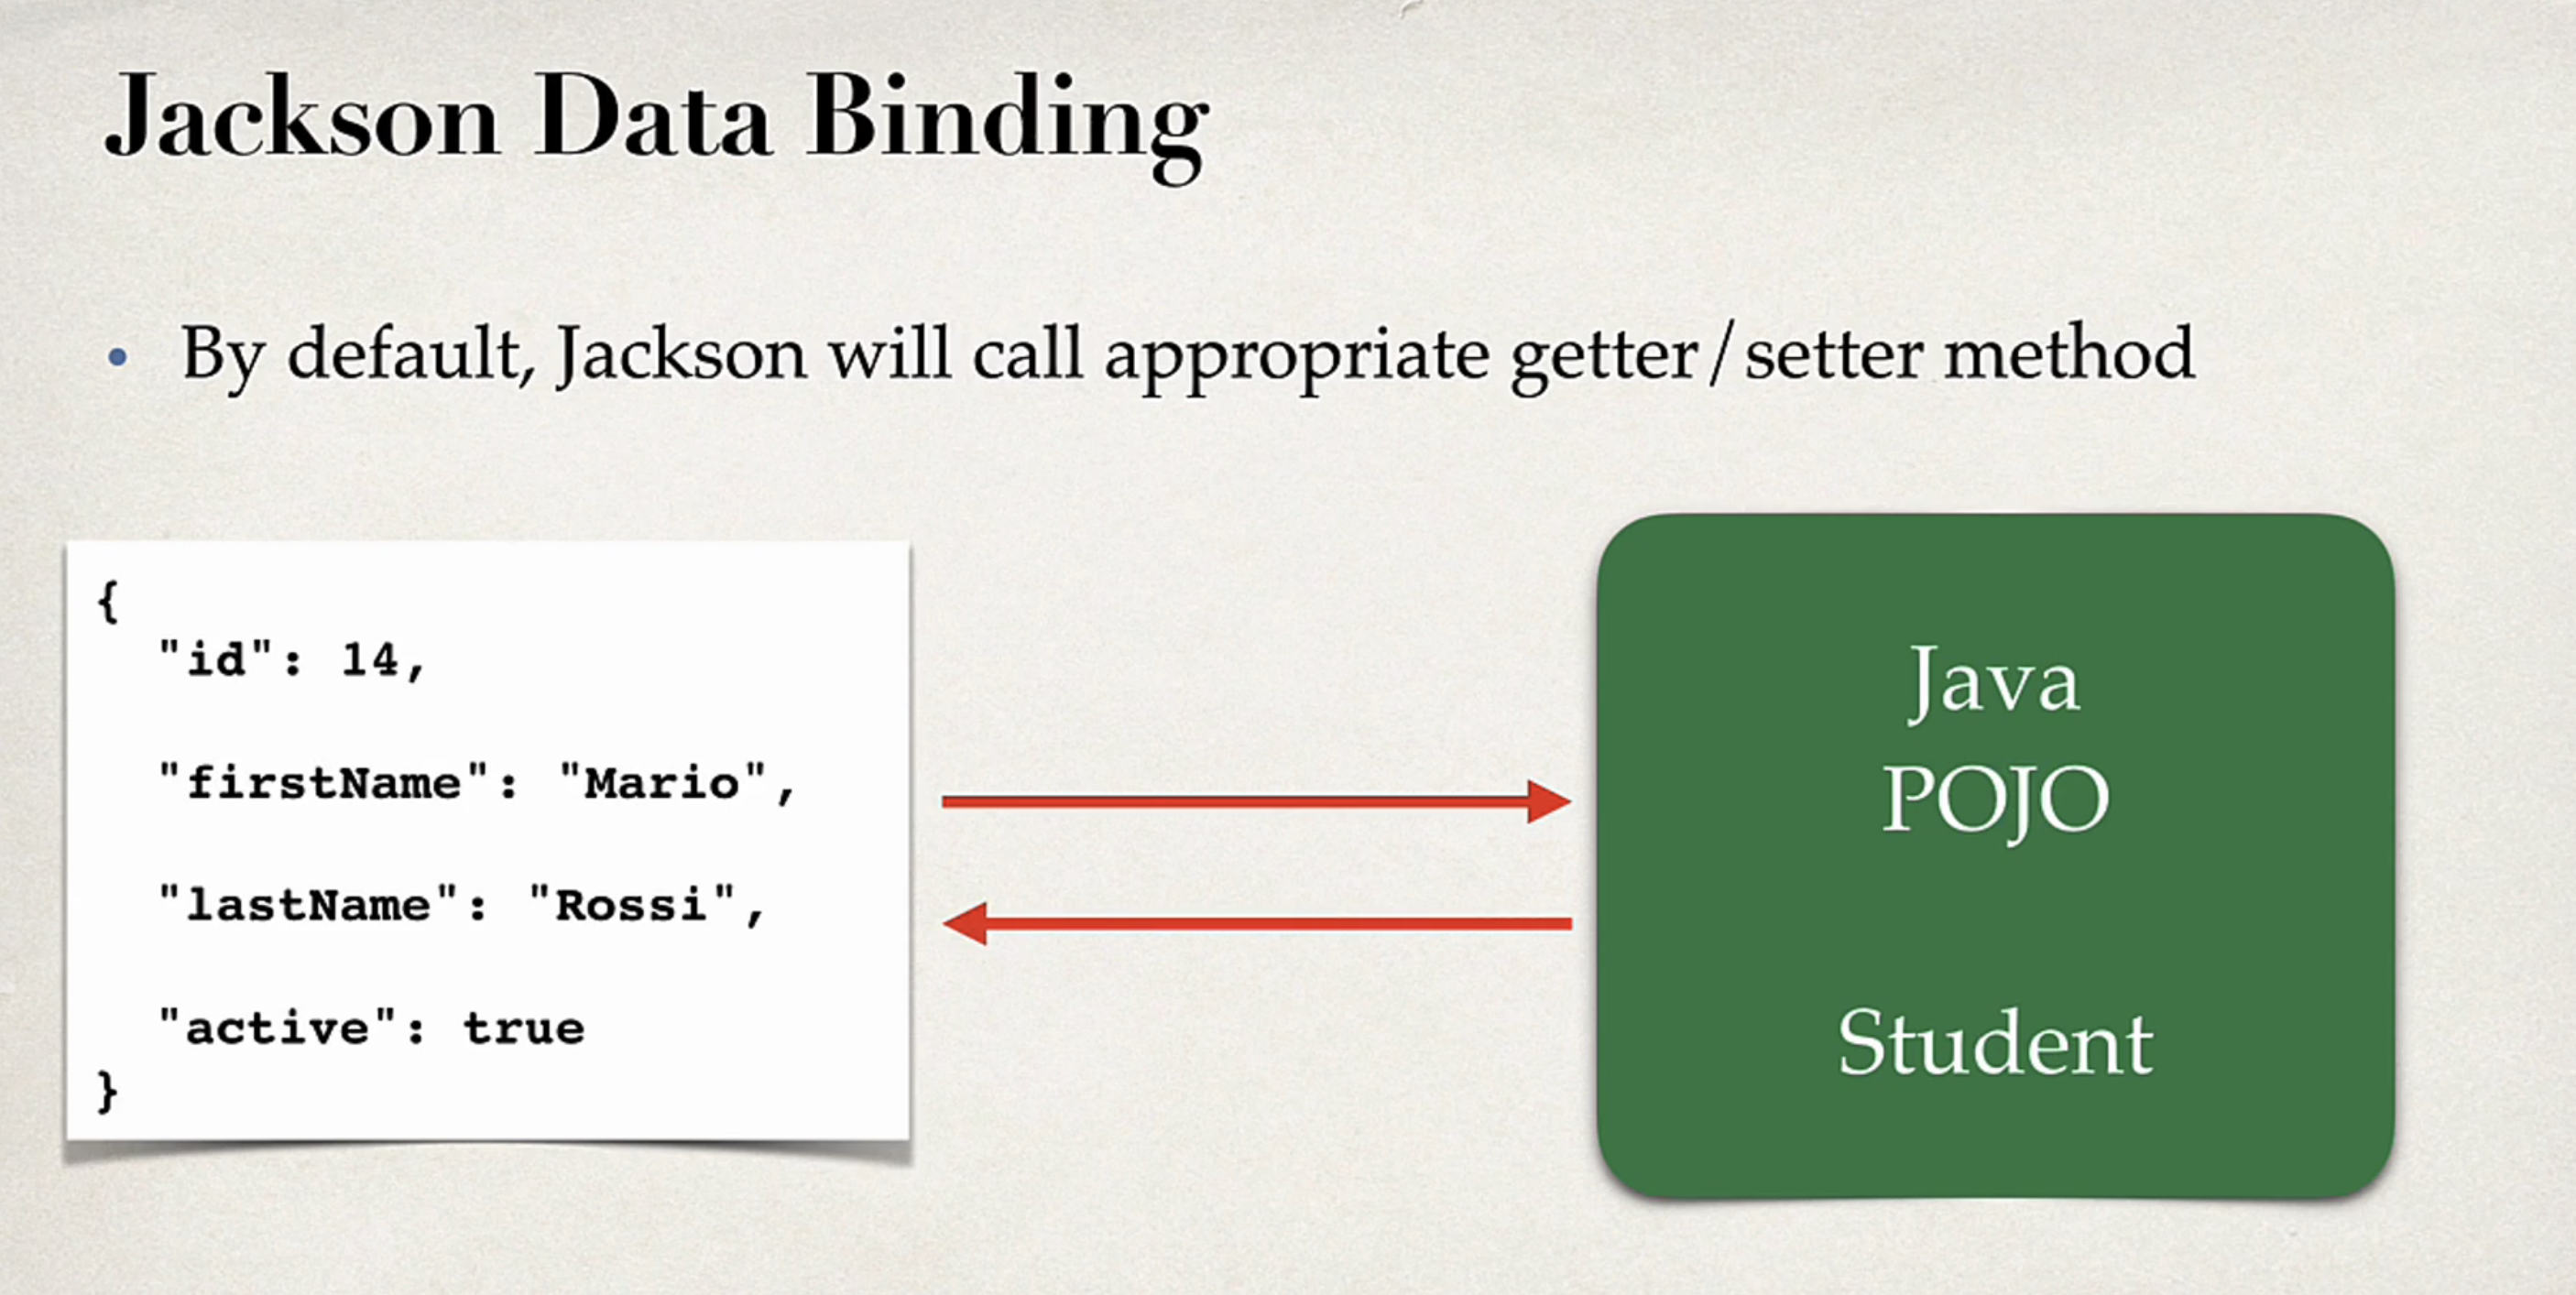 Jackson Data Binding
• By default, Jackson will call appropriate getter/setter method
{
"id": 14,
"firstName": "Mario",
"lastName": "Rossi",
"active": true
}
Java
POJO
Student